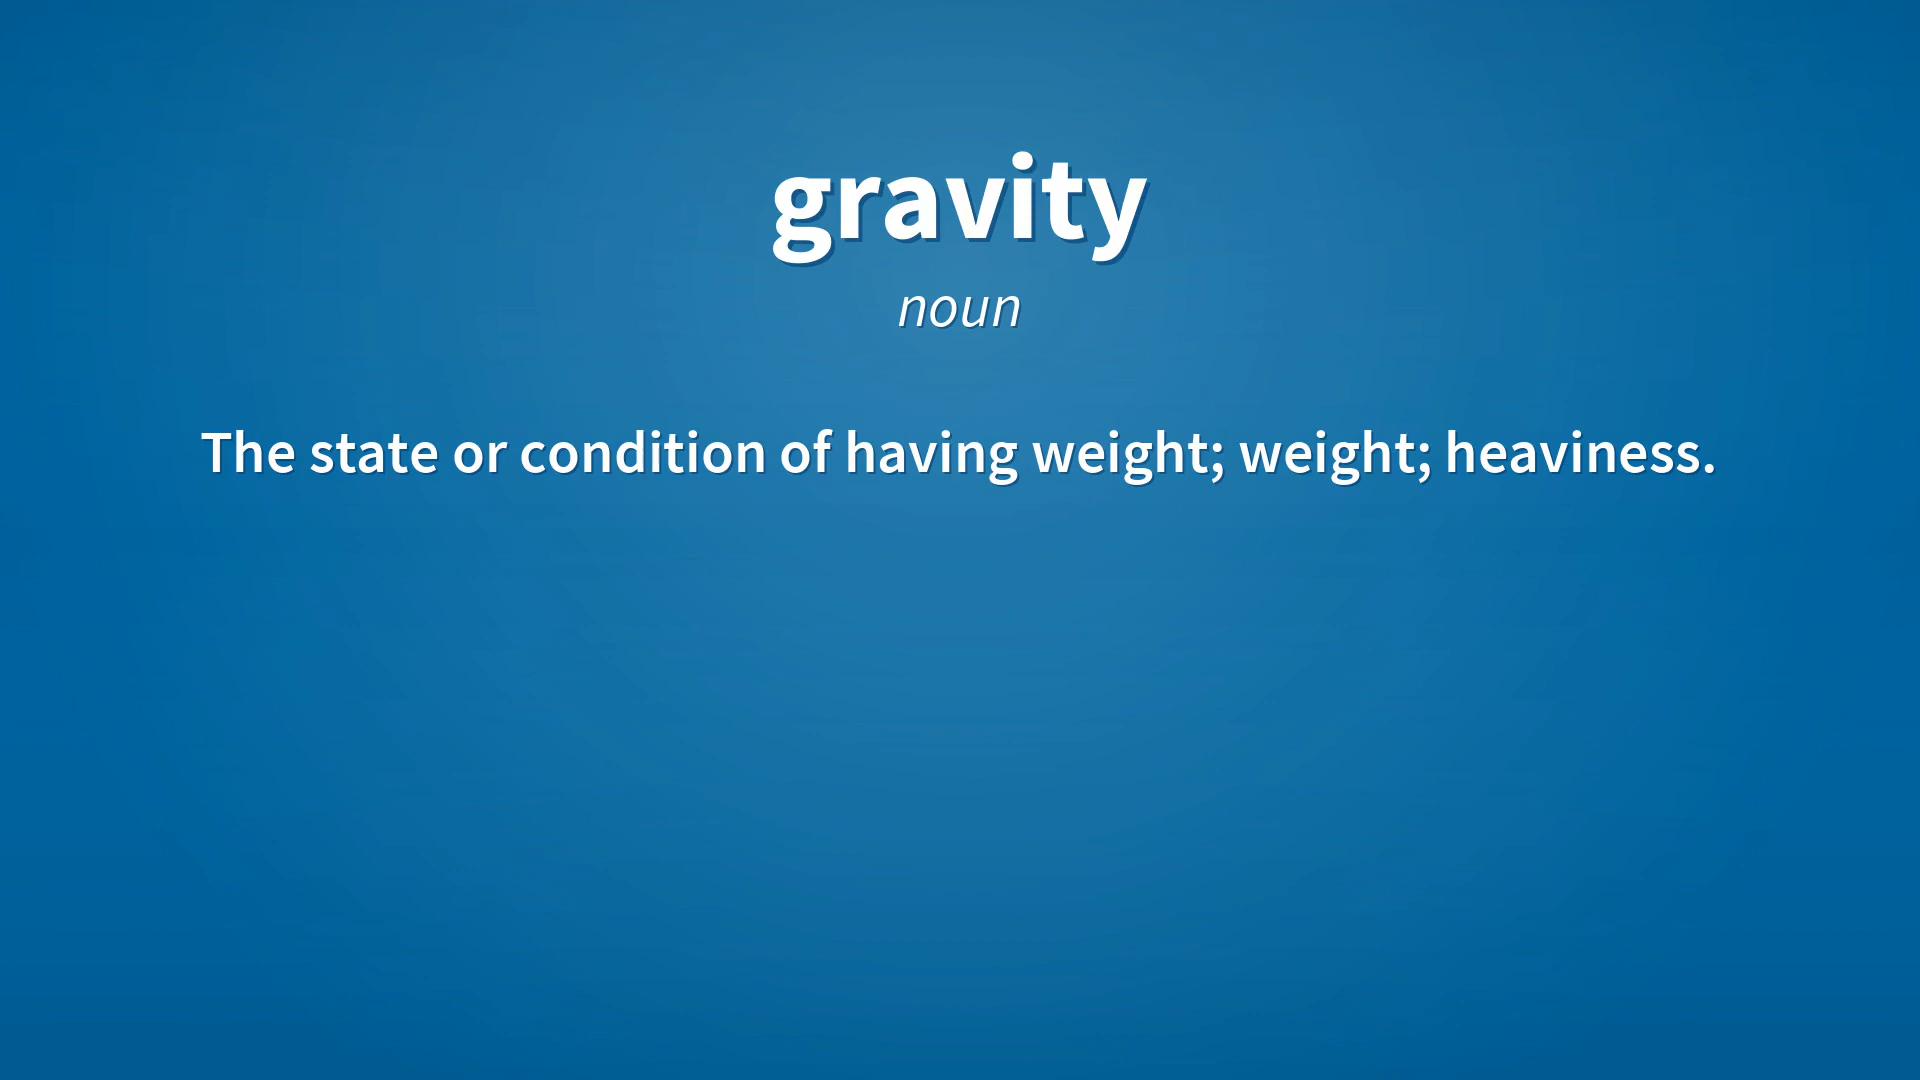 gravity
noun
The state or condition of having weight; weight; heaviness.